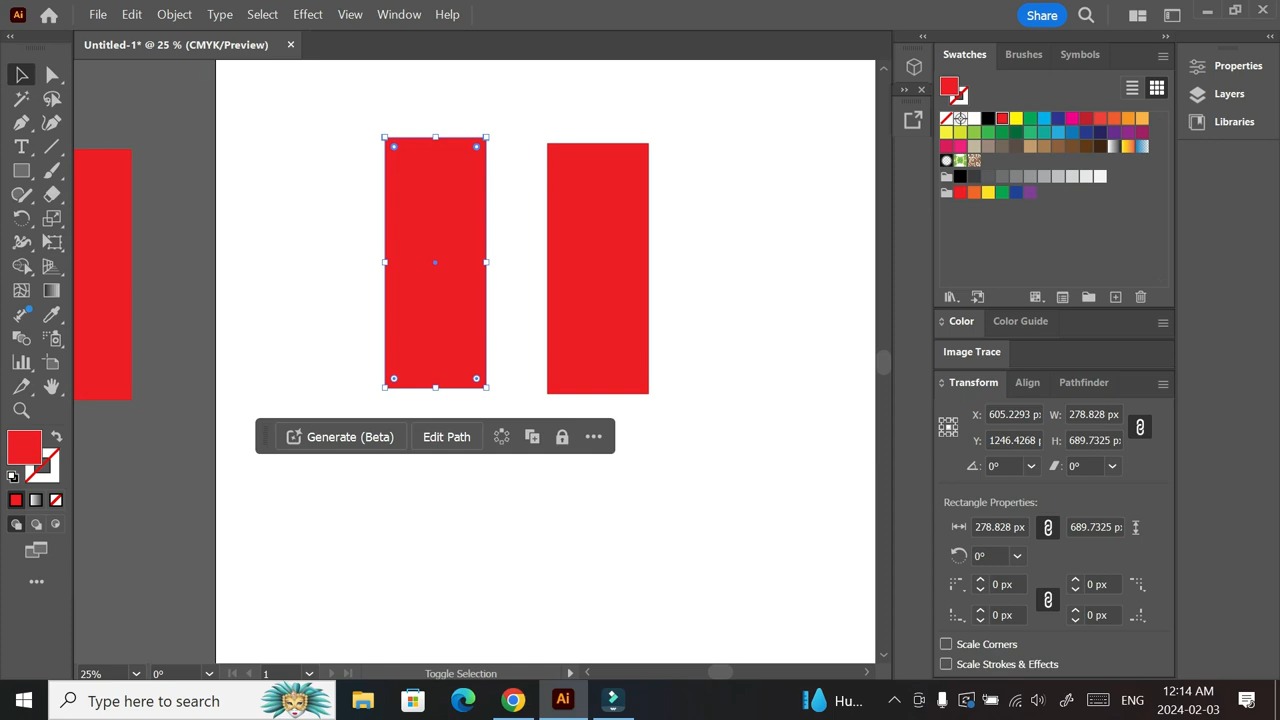 Ai File Edit Object Type Select Effect View Window Help Share
Untitled-1* @ 25 % (CMYK/Preview)
Swatches Brushes Symbols
Properties
Layers
Libraries
Color Color Guide
Image Trace
Transform Align Pathfinder
X: 605.2293 p W: 278.828 px
Y: 1246.4268 H: 689.7325 p
0° 0°
Rectangle Properties:
278.828 px 689.7325 p
0°
0 px 0 px
0 px 0 px
Scale Corners
Scale Strokes & Effects
Generate (Beta) Edit Path
25% 0° 1 Toggle Selection
Type here to search Ai Hu... ENG 12:14 AM
2024-02-03